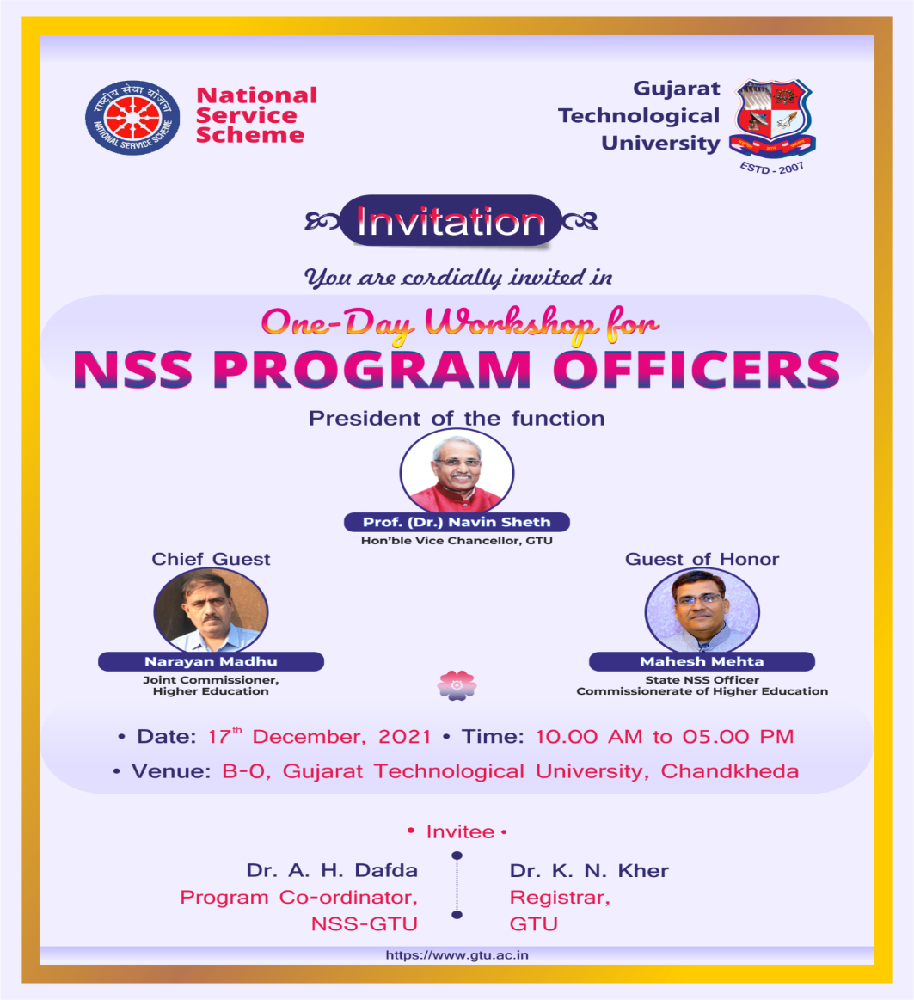 राष्ट्रीय सेवा योजना
NATIONAL SERVICE SCHEME
National
Service
Scheme
Gujarat
Technological
University
ESTD - 2007
Invitation
You are cordially invited in
One-Day Workshop for
NSS PROGRAM OFFICERS
President of the function
Prof. (Dr.) Navin Sheth
Hon'ble Vice Chancellor, GTU
Chief Guest
Narayan Madhu
Joint Commissioner,
Higher Education
Guest of Honor
Mahesh Mehta
State NSS Officer
Commissionerate of Higher Education
• Date: 17th December, 2021 • Time: 10.00 AM to 05.00 PM
• Venue: B-0, Gujarat Technological University, Chandkheda
• Invitee •
Dr. A. H. Dafda
Program Co-ordinator,
NSS-GTU
Dr. K. N. Kher
Registrar,
GTU
https://www.gtu.ac.in